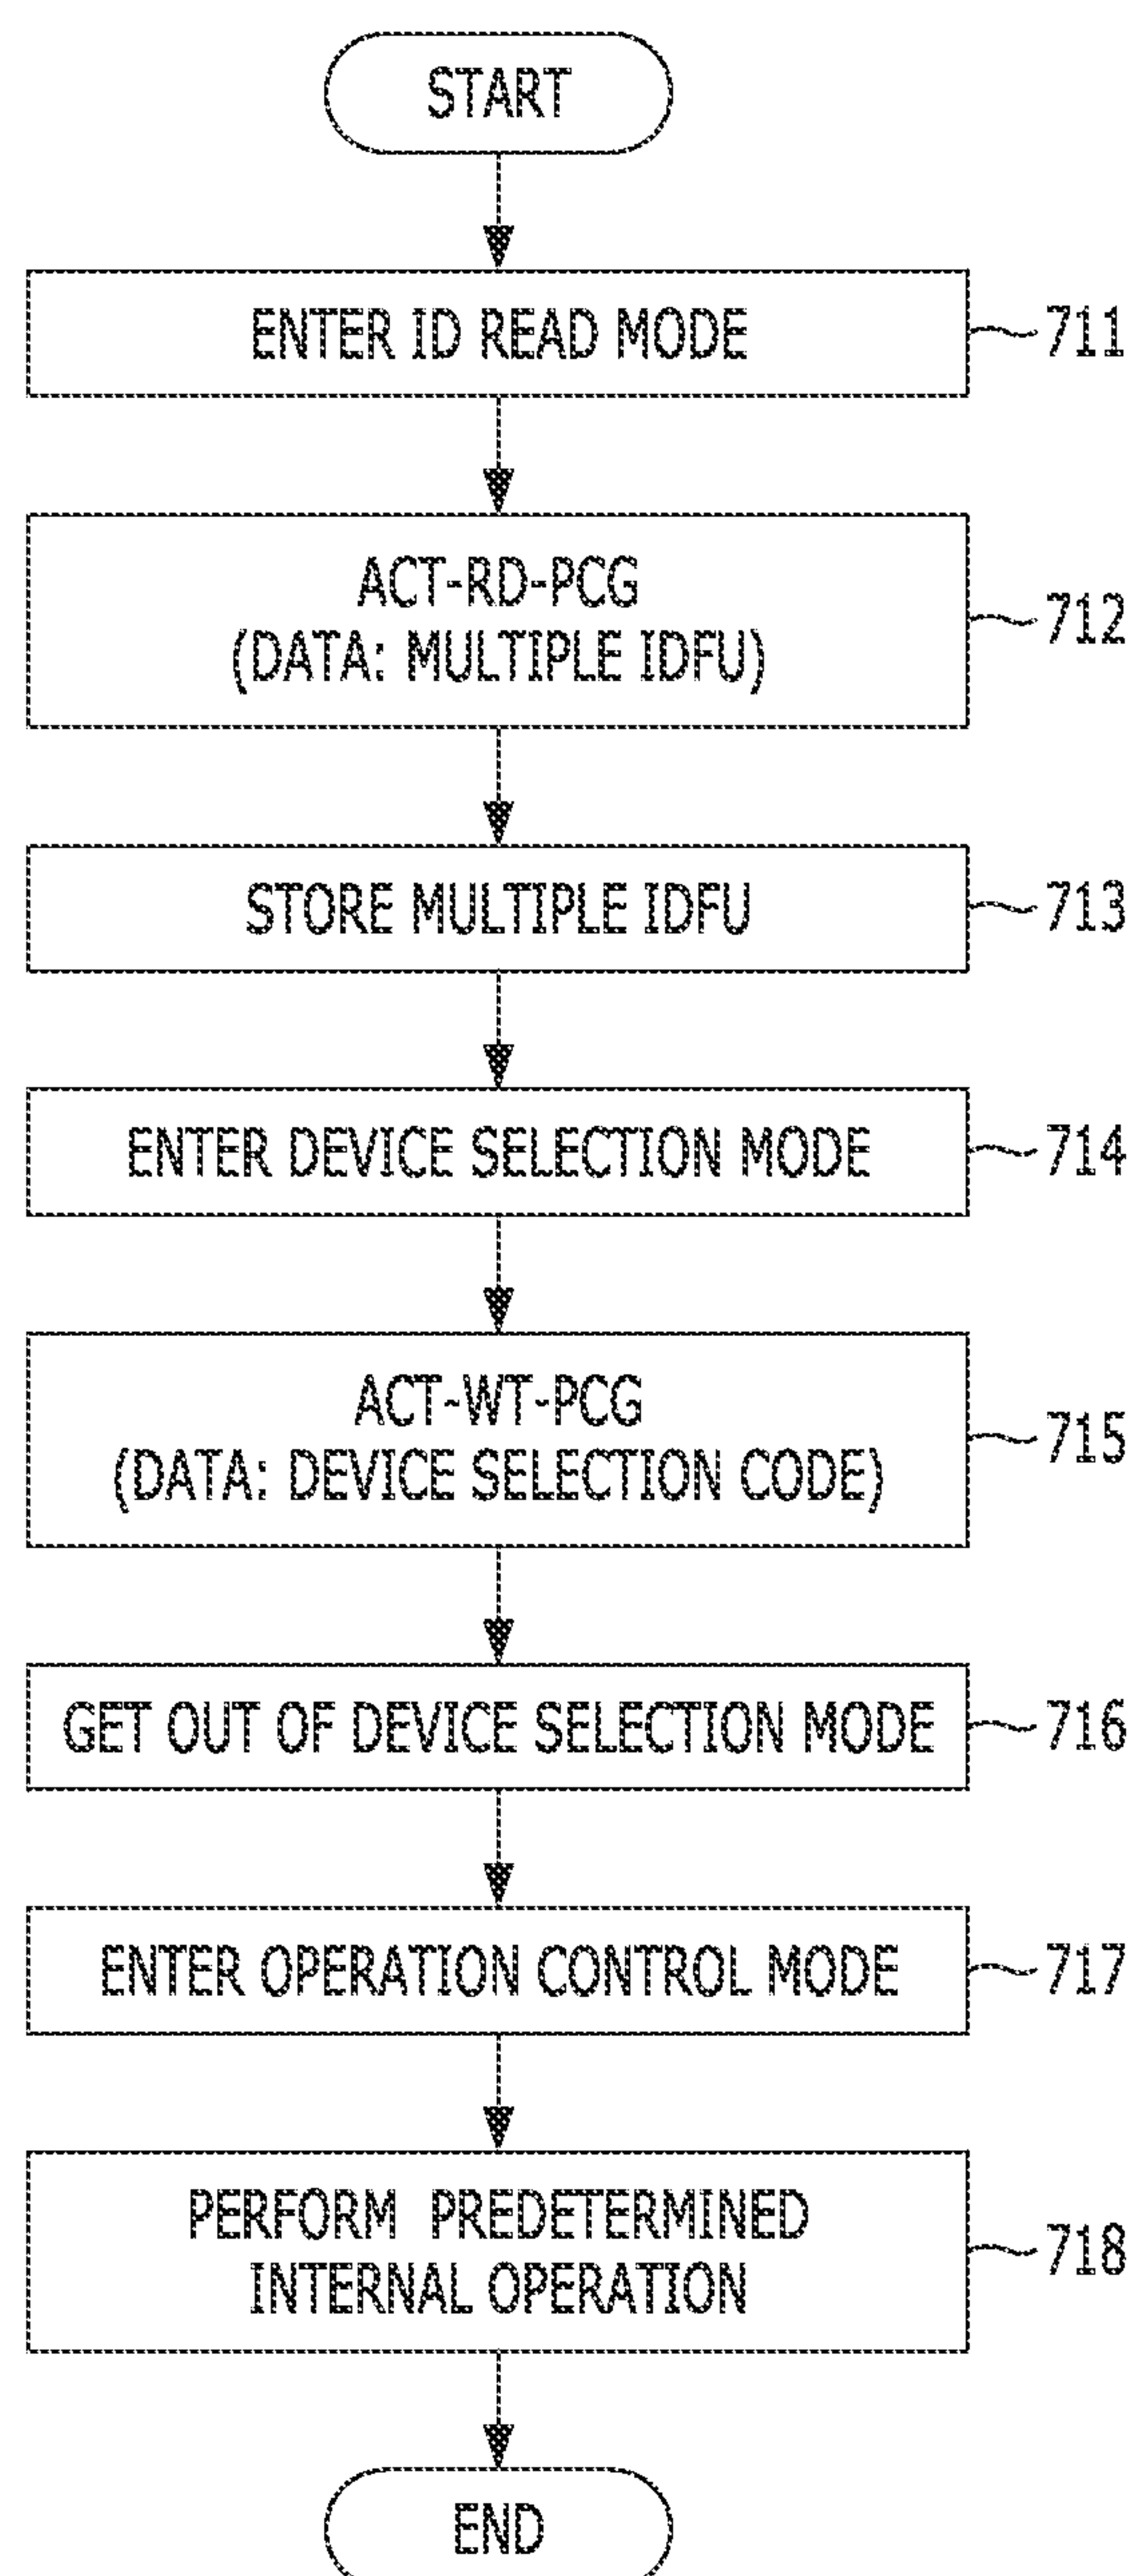 START
ENTER ID READ MODE
711
ACT-RD-PCG
(DATA: MULTIPLE IDFU)
712
STORE MULTIPLE IDFU
713
ENTER DEVICE SELECTION MODE
714
ACT-WT-PCG
(DATA: DEVICE SELECTION CODE)
715
GET OUT OF DEVICE SELECTION MODE
716
ENTER OPERATION CONTROL MODE
717
PERFORM PREDETERMINED
INTERNAL OPERATION
718
END